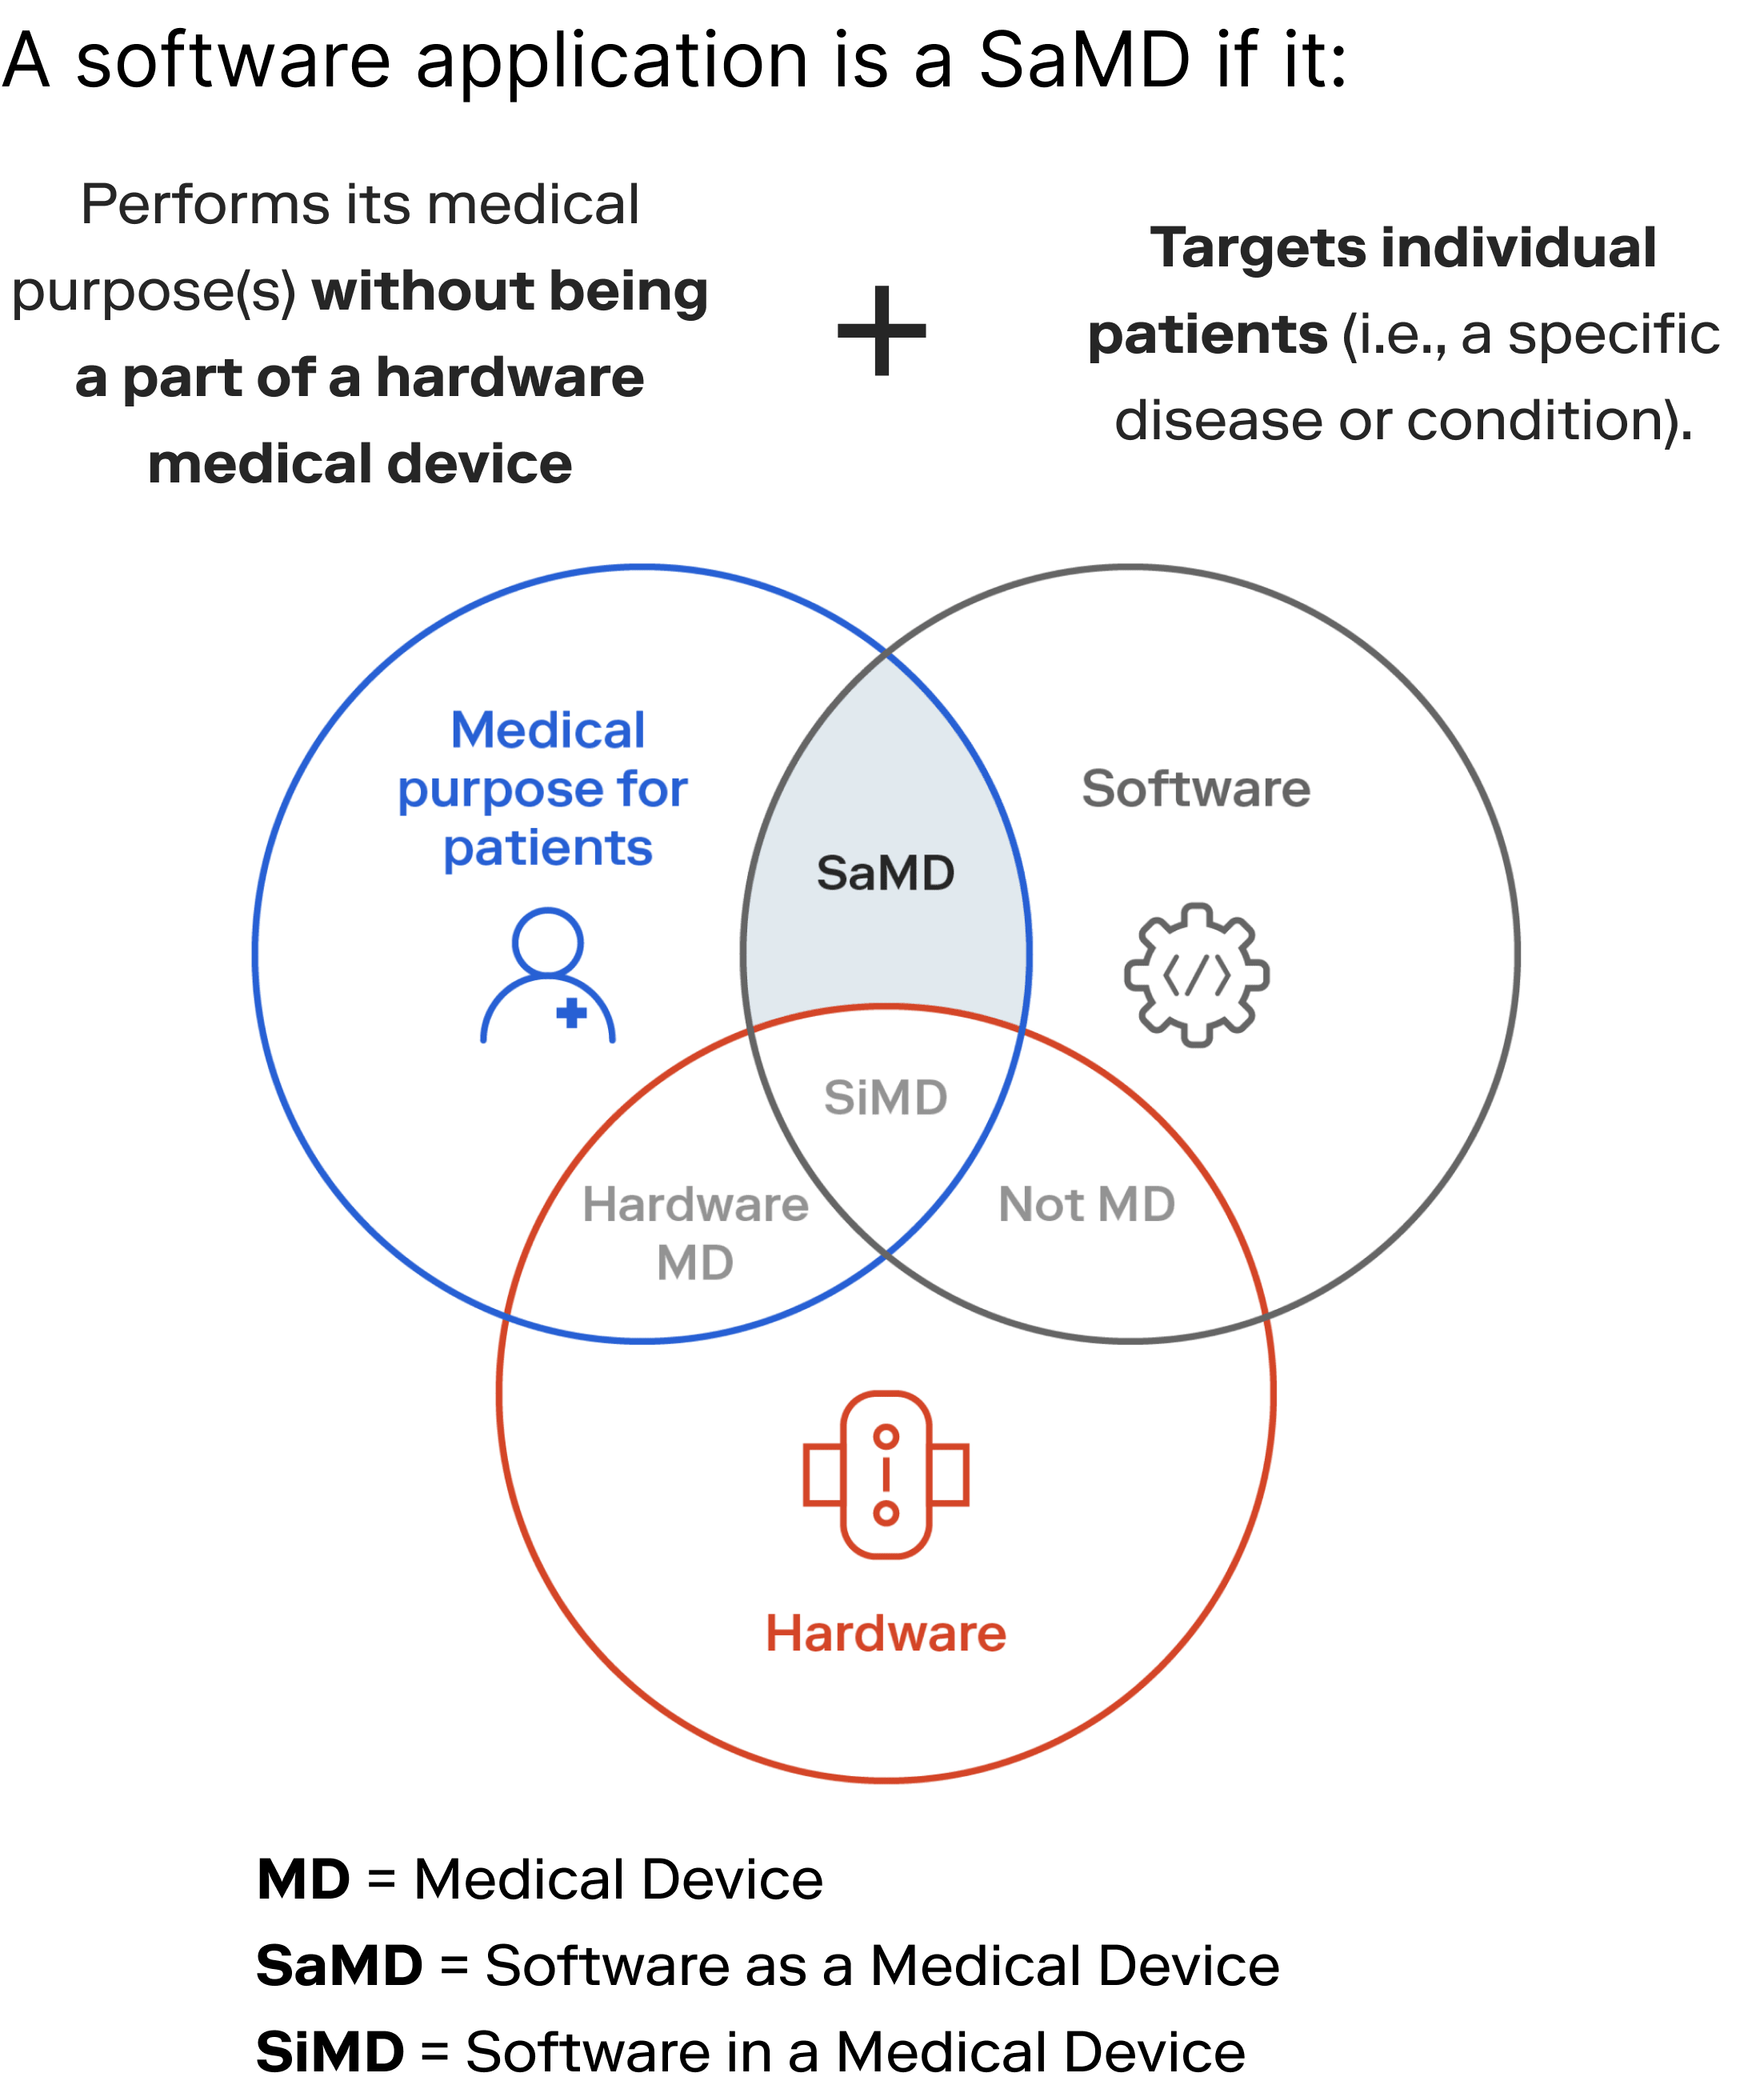 A software application is a SaMD if it:
Performs its medical
purpose(s) without being
a part of a hardware
medical device
+
Targets individual
patients (i.e., a specific
disease or condition).
Medical
purpose for
patients
Software
SaMD
</>
SiMD
Hardware
MD
Not MD
Hardware
MD = Medical Device
SaMD = Software as a Medical Device
SiMD = Software in a Medical Device